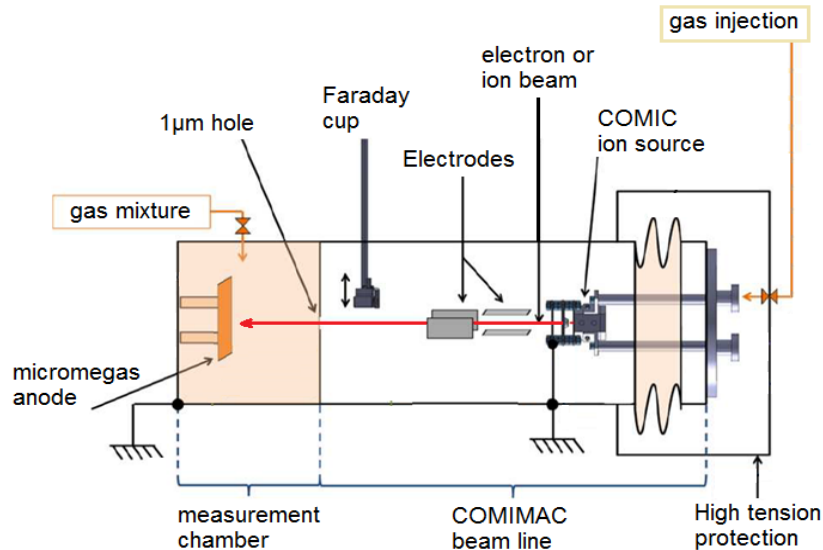 gas injection
electron or
ion beam
Faraday
cup
COMIC
ion source
1µm hole
Electrodes
gas mixture
micromegas
anode
measurement
chamber
COMIMAC
beam line
High tension
protection